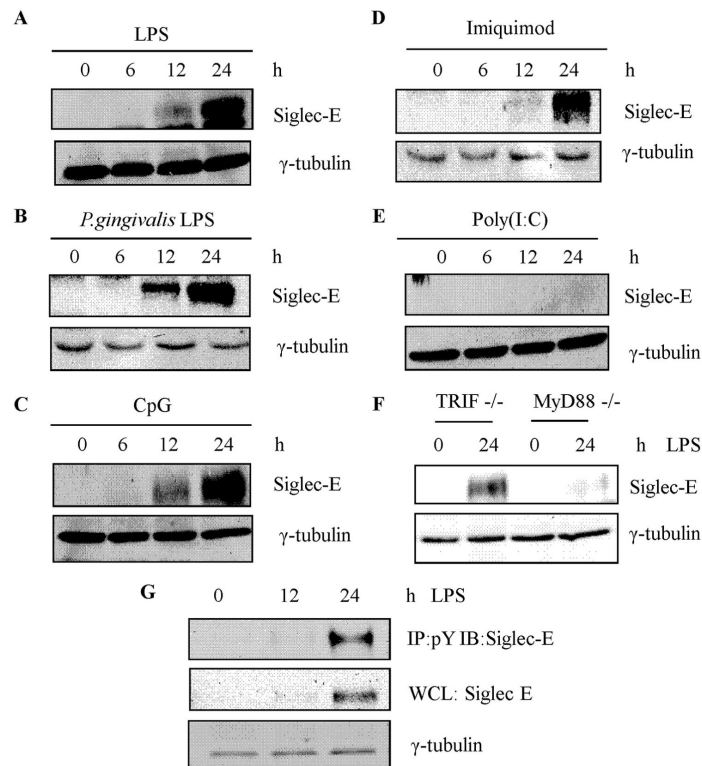 A
LPS
0 6 12 24 h
Siglec-E
γ-tubulin
B
P.gingivalis LPS
0 6 12 24 h
Siglec-E
γ-tubulin
C
CpG
0 6 12 24 h
Siglec-E
γ-tubulin
D
Imiquimod
0 6 12 24 h
Siglec-E
γ-tubulin
E
Poly(I:C)
0 6 12 24 h
Siglec-E
γ-tubulin
F
TRIF -/- MyD88 -/-
0 24 0 24 h LPS
Siglec-E
γ-tubulin
G
0 12 24 h LPS
IP:pY IB:Siglec-E
WCL: Siglec E
γ-tubulin